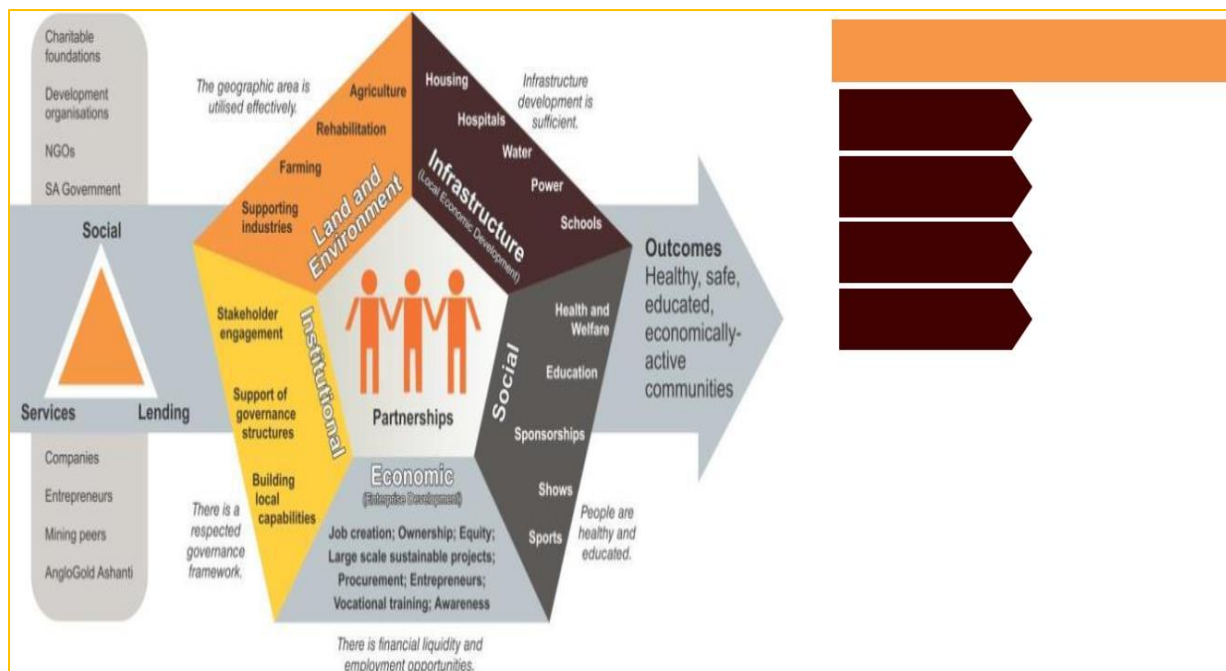 Charitable
foundations
Development
organisations
NGOs
SA Government
Social
Services
Lending
Companies
Entrepreneurs
Mining peers
AngloGold Ashanti
The geographic area is
utilised effectively.
Agriculture
Rehabilitation
Farming
Supporting
industries
Land and
Environment
Infrastructure
development is
sufficient.
Housing
Hospitals
Water
Power
Schools
Infrastructure
(Local Economic Development)
Stakeholder
engagement
Support of
governance
structures
Building
local
capabilities
Institutional
There is a
respected
governance
framework.
Partnerships
Health and
Welfare
Education
Sponsorships
Shows
Sports
Social
People are
healthy and
educated.
Economic
(Enterprise Development)
Job creation; Ownership; Equity;
Large scale sustainable projects;
Procurement; Entrepreneurs;
Vocational training; Awareness
There is financial liquidity and
employment opportunities.
Outcomes
Healthy, safe,
educated,
economically-
active
communities